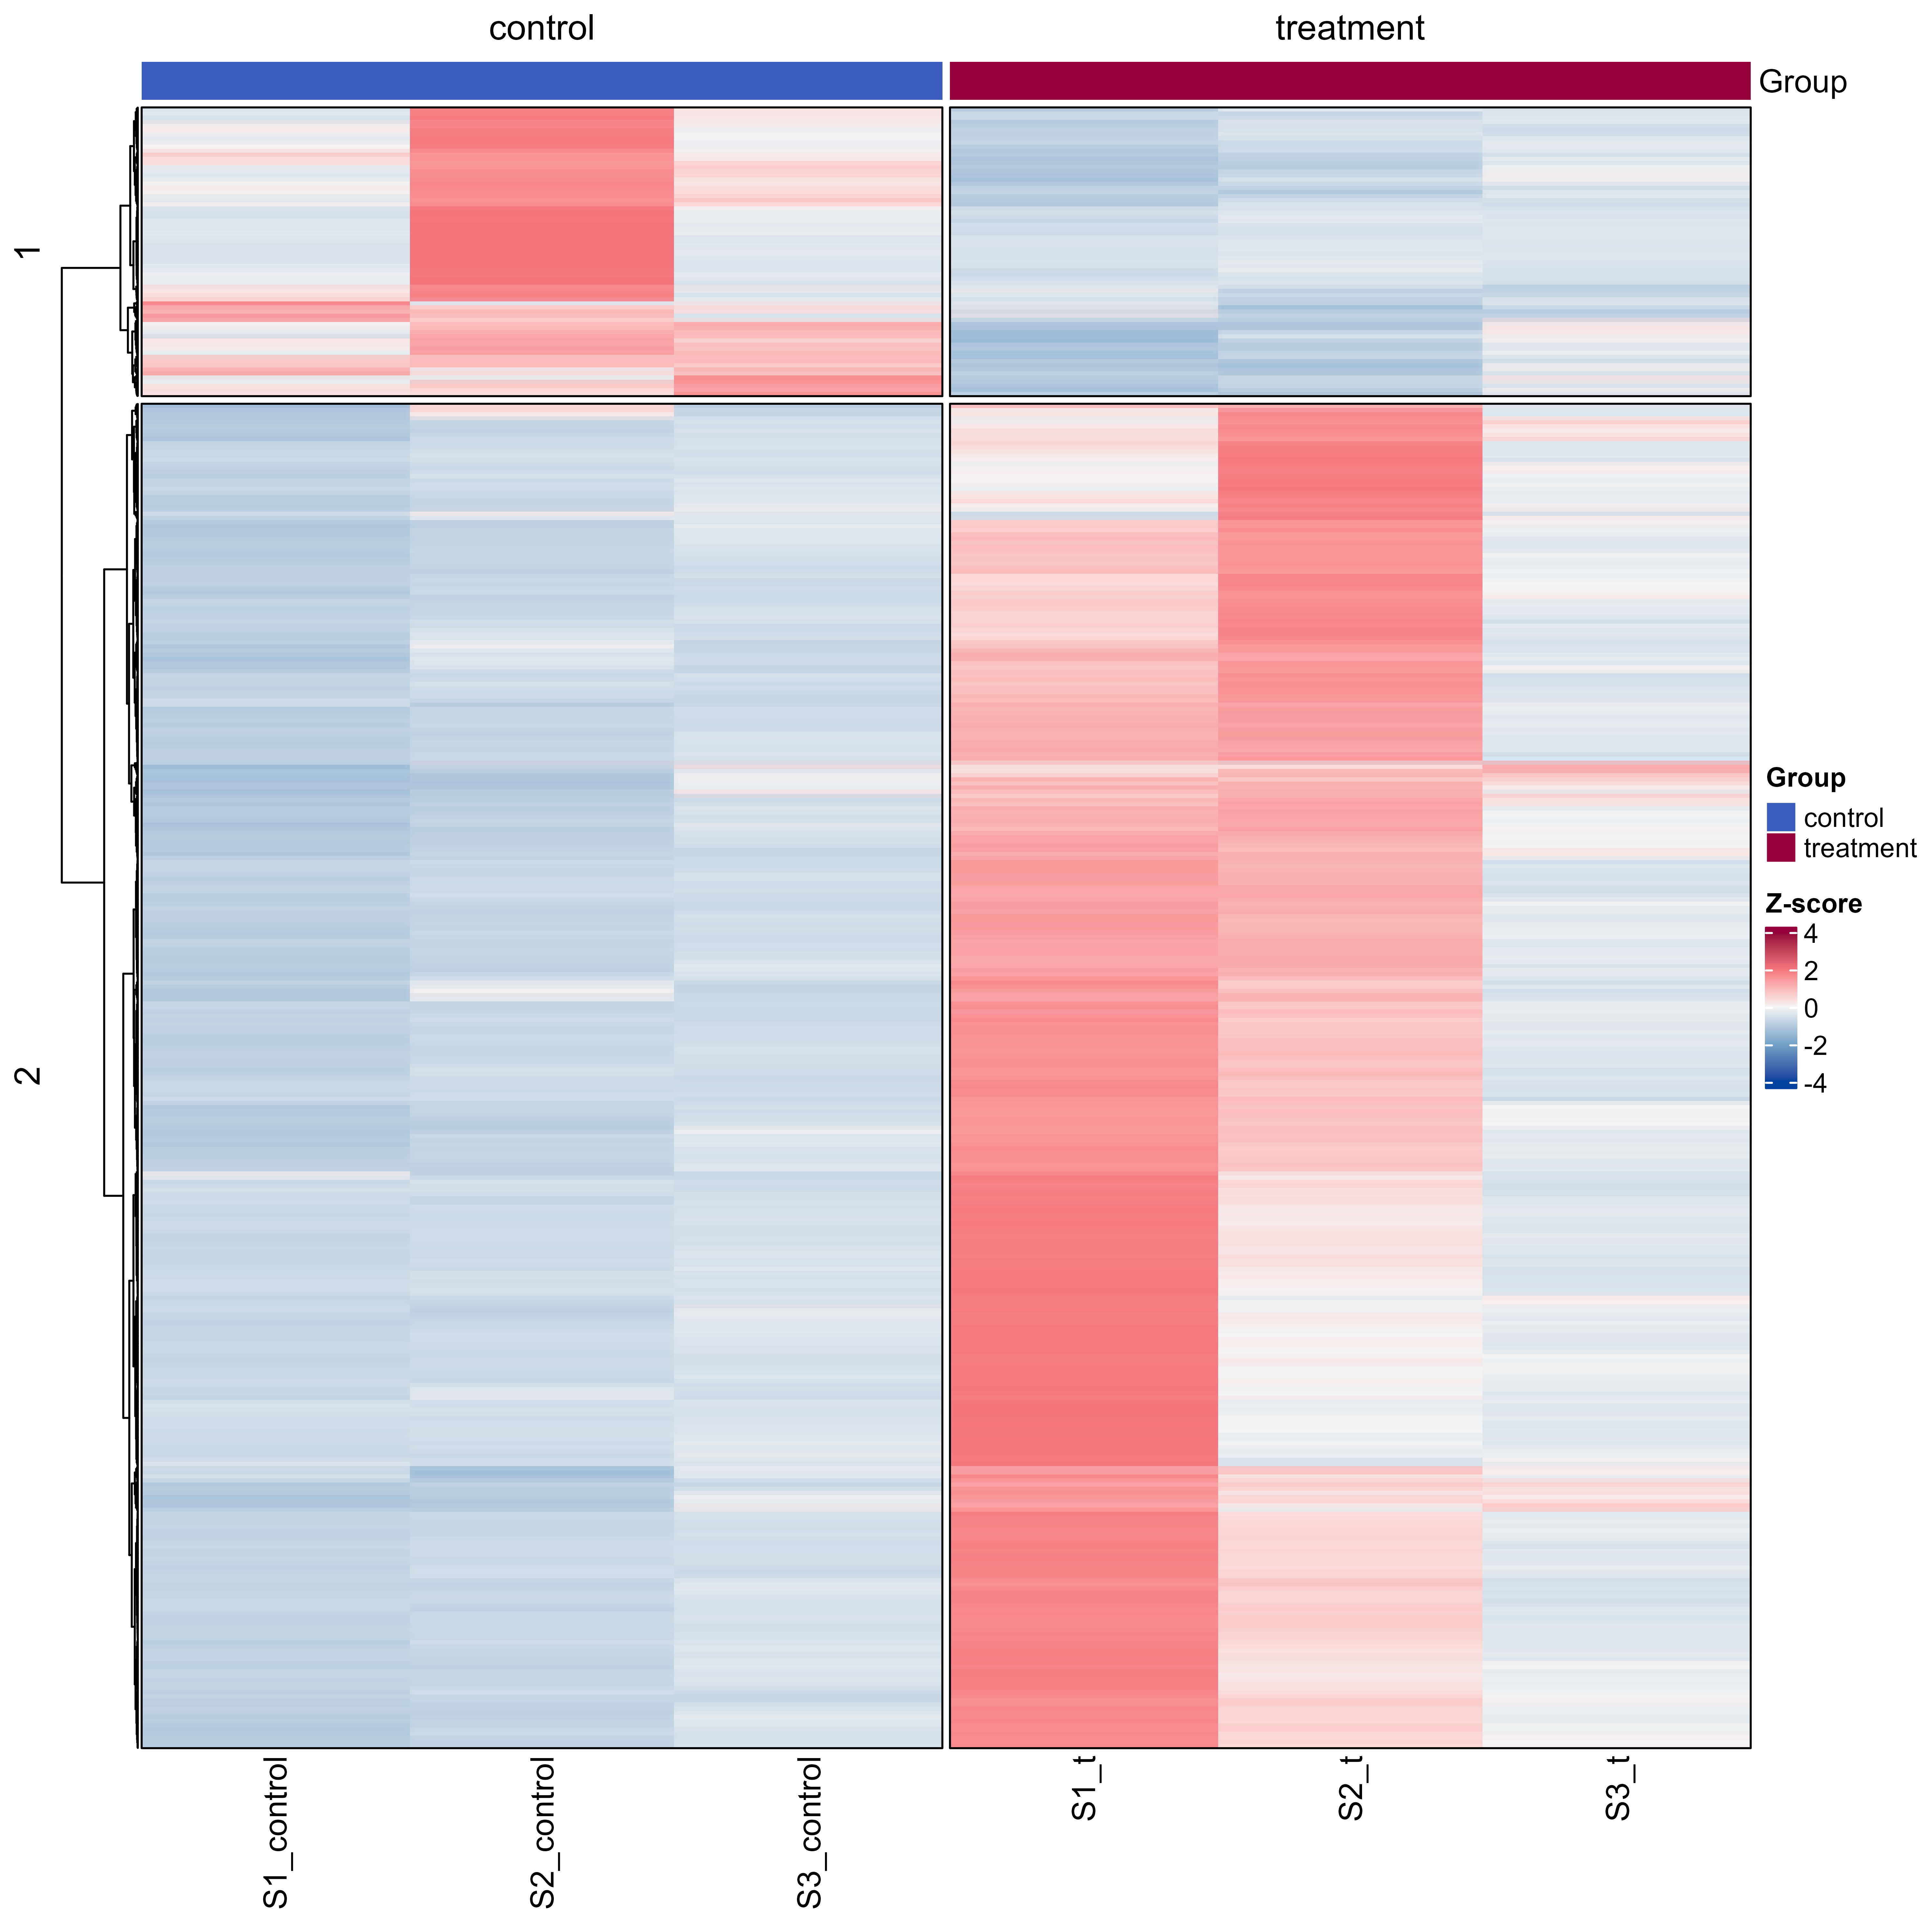 control
treatment
Group
1
2
Group
control
treatment
Z-score
4
2
0
-2
-4
S1_control
S2_control
S3_control
S1_t
S2_t
S3_t